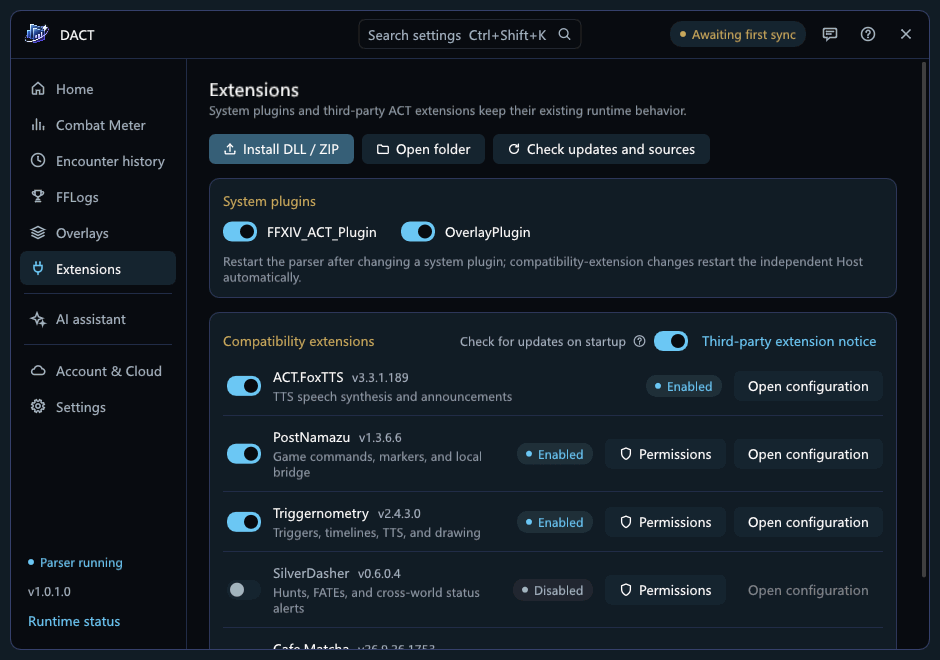 DACT
Search settings Ctrl+Shift+K
Awaiting first sync
Home
Combat Meter
Encounter history
FFLogs
Overlays
Extensions
AI assistant
Account & Cloud
Settings
Parser running
v1.0.1.0
Runtime status
Extensions
System plugins and third-party ACT extensions keep their existing runtime behavior.
Install DLL / ZIP
Open folder
Check updates and sources
System plugins
FFXIV_ACT_Plugin
OverlayPlugin
Restart the parser after changing a system plugin; compatibility-extension changes restart the independent Host
automatically.
Compatibility extensions
Check for updates on startup
Third-party extension notice
ACT.FoxTTS v3.3.1.189
TTS speech synthesis and announcements
Enabled
Open configuration
PostNamazu v1.3.6.6
Game commands, markers, and local
bridge
Enabled
Permissions
Open configuration
Triggernometry v2.4.3.0
Triggers, timelines, TTS, and drawing
Enabled
Permissions
Open configuration
SilverDasher v0.6.0.4
Hunts, FATEs, and cross-world status
alerts
Disabled
Permissions
Open configuration
Cafe.Matcha v26.9.26.1753